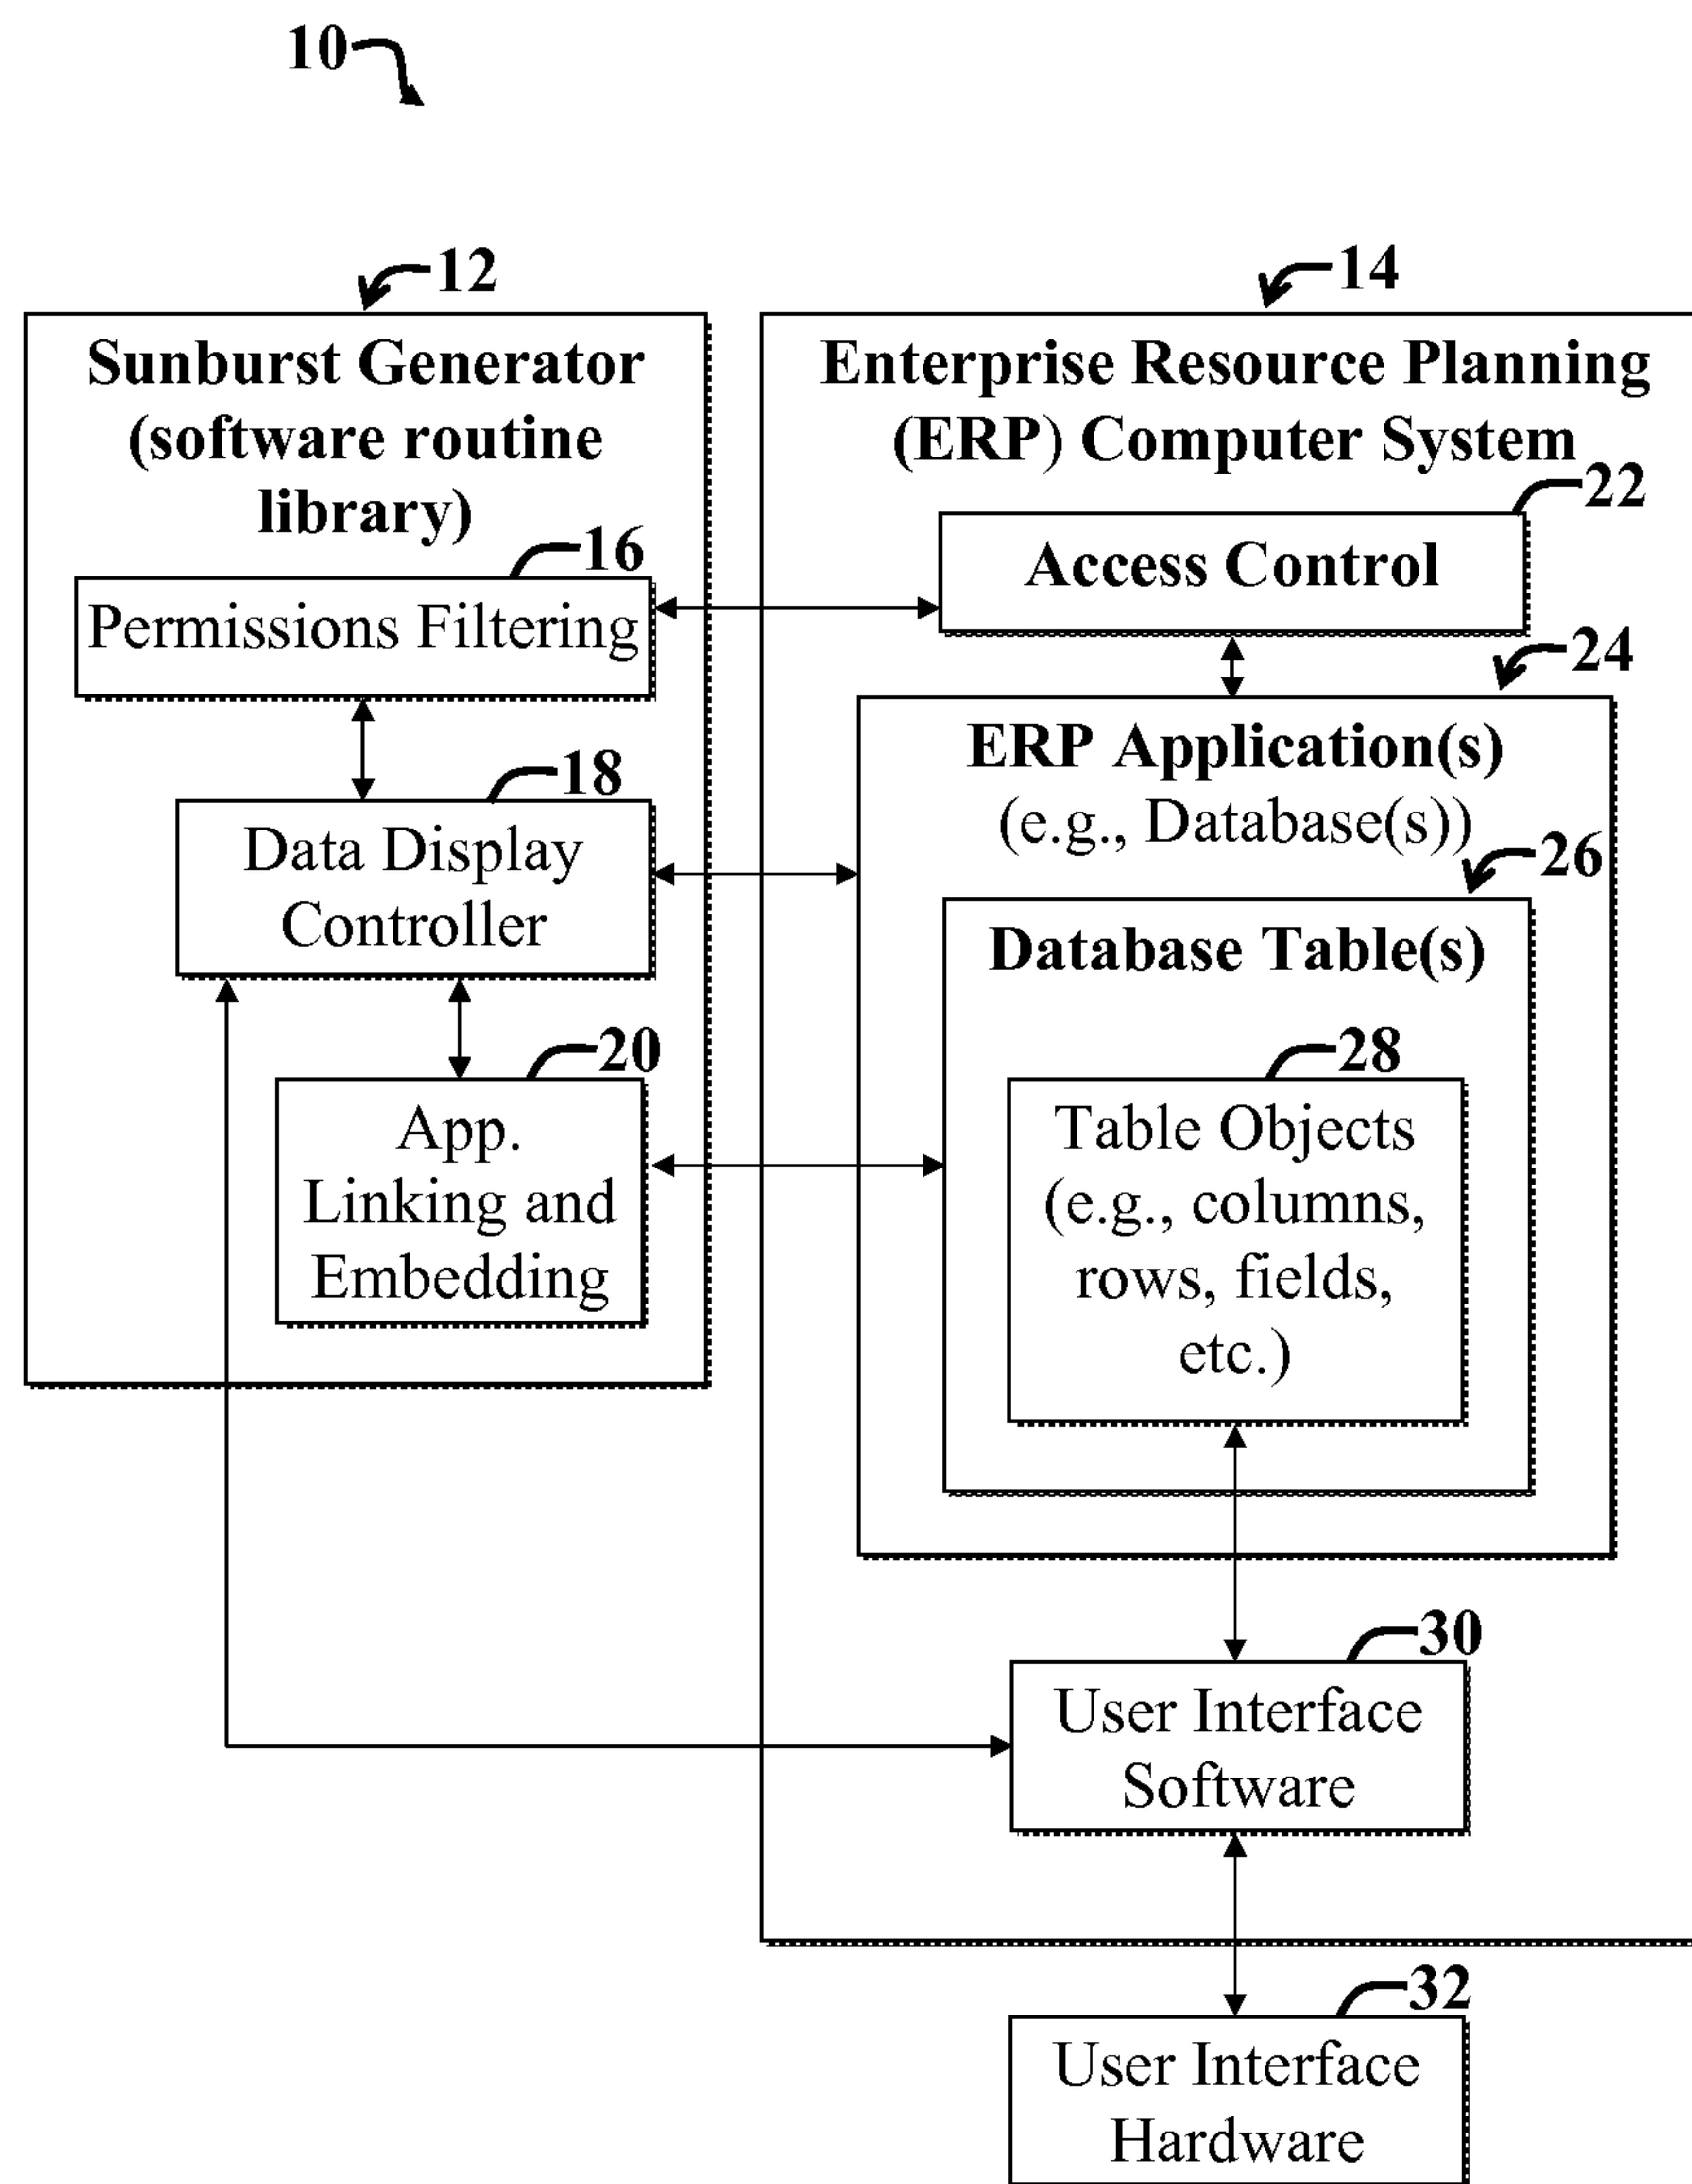 10
12
Sunburst Generator
(software routine
library)
16
Permissions Filtering
18
Data Display
Controller
20
App.
Linking and
Embedding
14
Enterprise Resource Planning
(ERP) Computer System
22
Access Control
24
ERP Application(s)
(e.g., Database(s))
26
Database Table(s)
28
Table Objects
(e.g., columns,
rows, fields,
etc.)
30
User Interface
Software
32
User Interface
Hardware